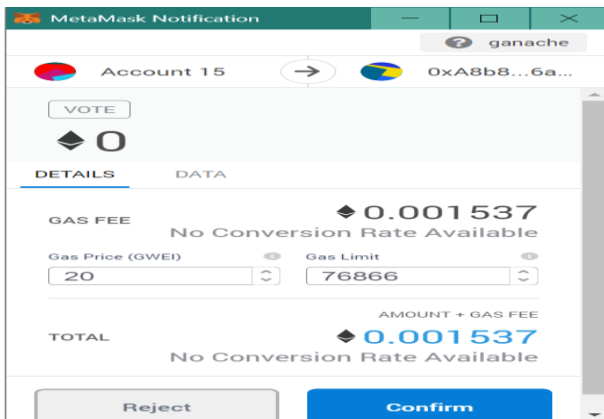 MetaMask Notification
ganache
Account 15
0xA8b8...6a...
VOTE
0
DETAILS DATA
GAS FEE
0.001537
No Conversion Rate Available
Gas Price (GWEI) Gas Limit
20 76866
AMOUNT + GAS FEE
TOTAL
0.001537
No Conversion Rate Available
Reject Confirm